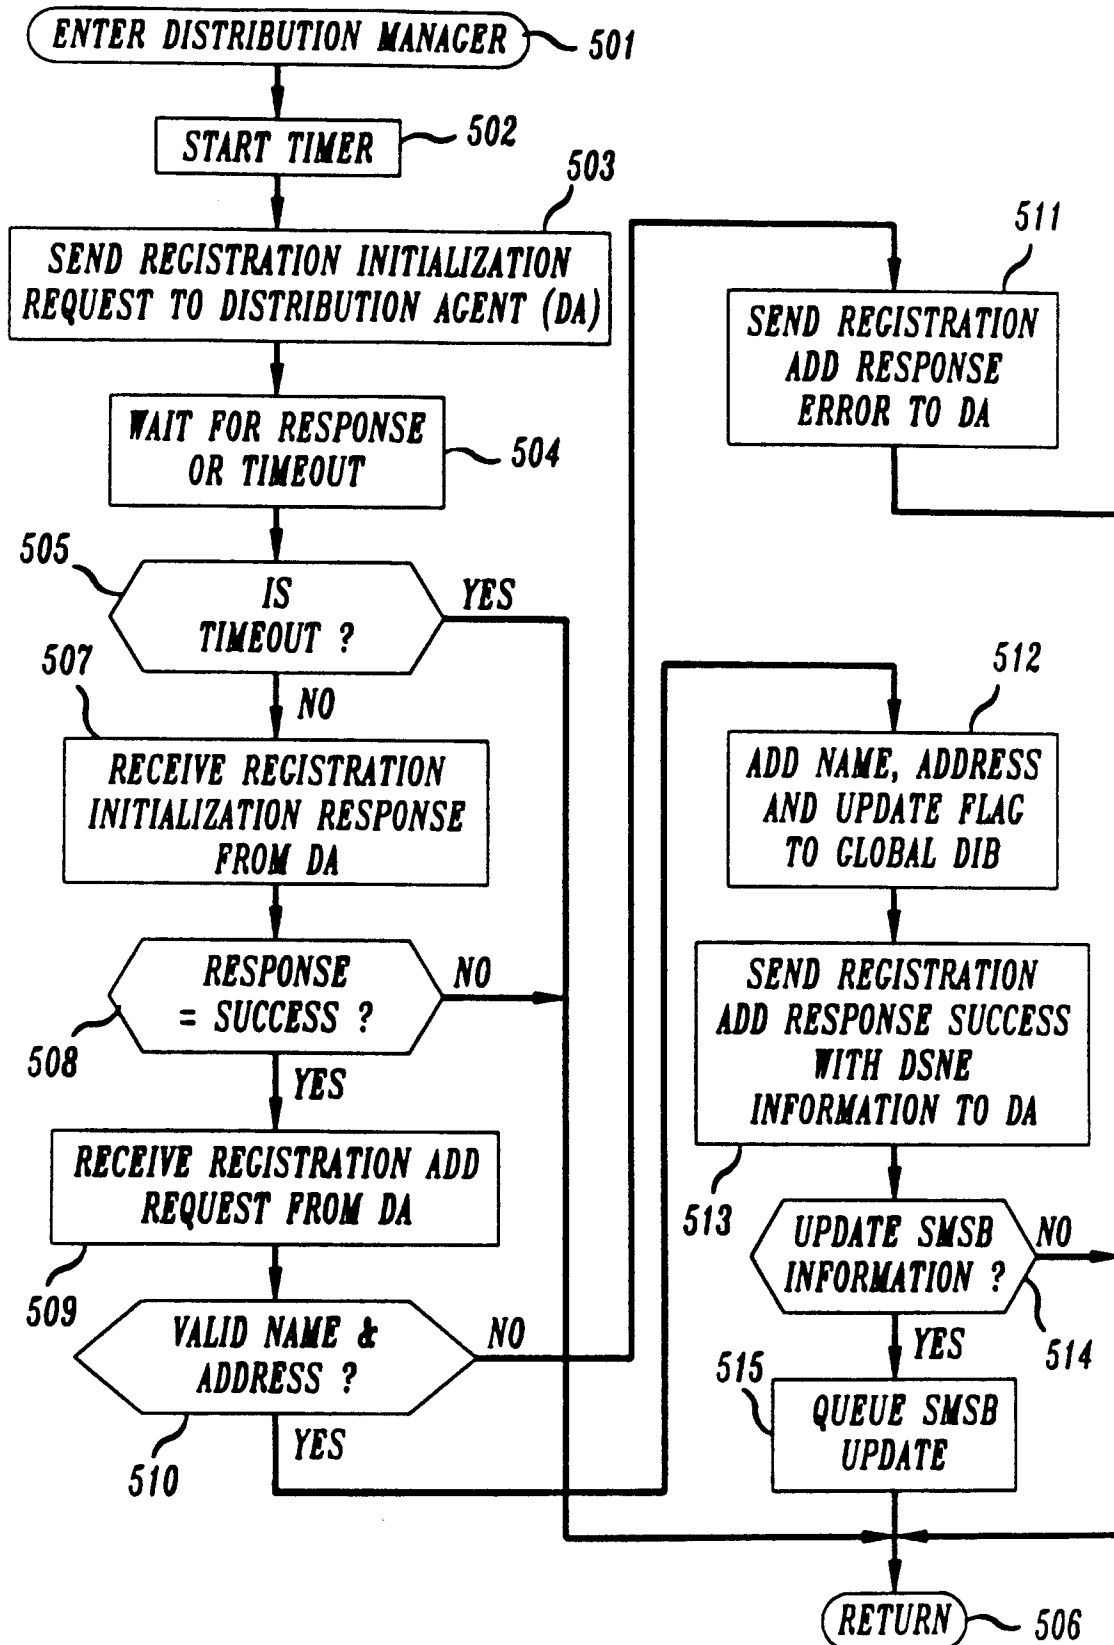 ENTER DISTRIBUTION MANAGER
501
START TIMER
502
503
SEND REGISTRATION INITIALIZATION
REQUEST TO DISTRIBUTION AGENT (DA)
WAIT FOR RESPONSE
OR TIMEOUT
504
505
IS
TIMEOUT ?
YES
NO
507
RECEIVE REGISTRATION
INITIALIZATION RESPONSE
FROM DA
RESPONSE
= SUCCESS ?
NO
508
YES
RECEIVE REGISTRATION ADD
REQUEST FROM DA
509
VALID NAME &
ADDRESS ?
NO
510
YES
511
SEND REGISTRATION
ADD RESPONSE
ERROR TO DA
512
ADD NAME, ADDRESS
AND UPDATE FLAG
TO GLOBAL DIB
SEND REGISTRATION
ADD RESPONSE SUCCESS
WITH DSNE
INFORMATION TO DA
513
UPDATE SMSB
INFORMATION ?
NO
514
YES
515
QUEUE SMSB
UPDATE
RETURN
506